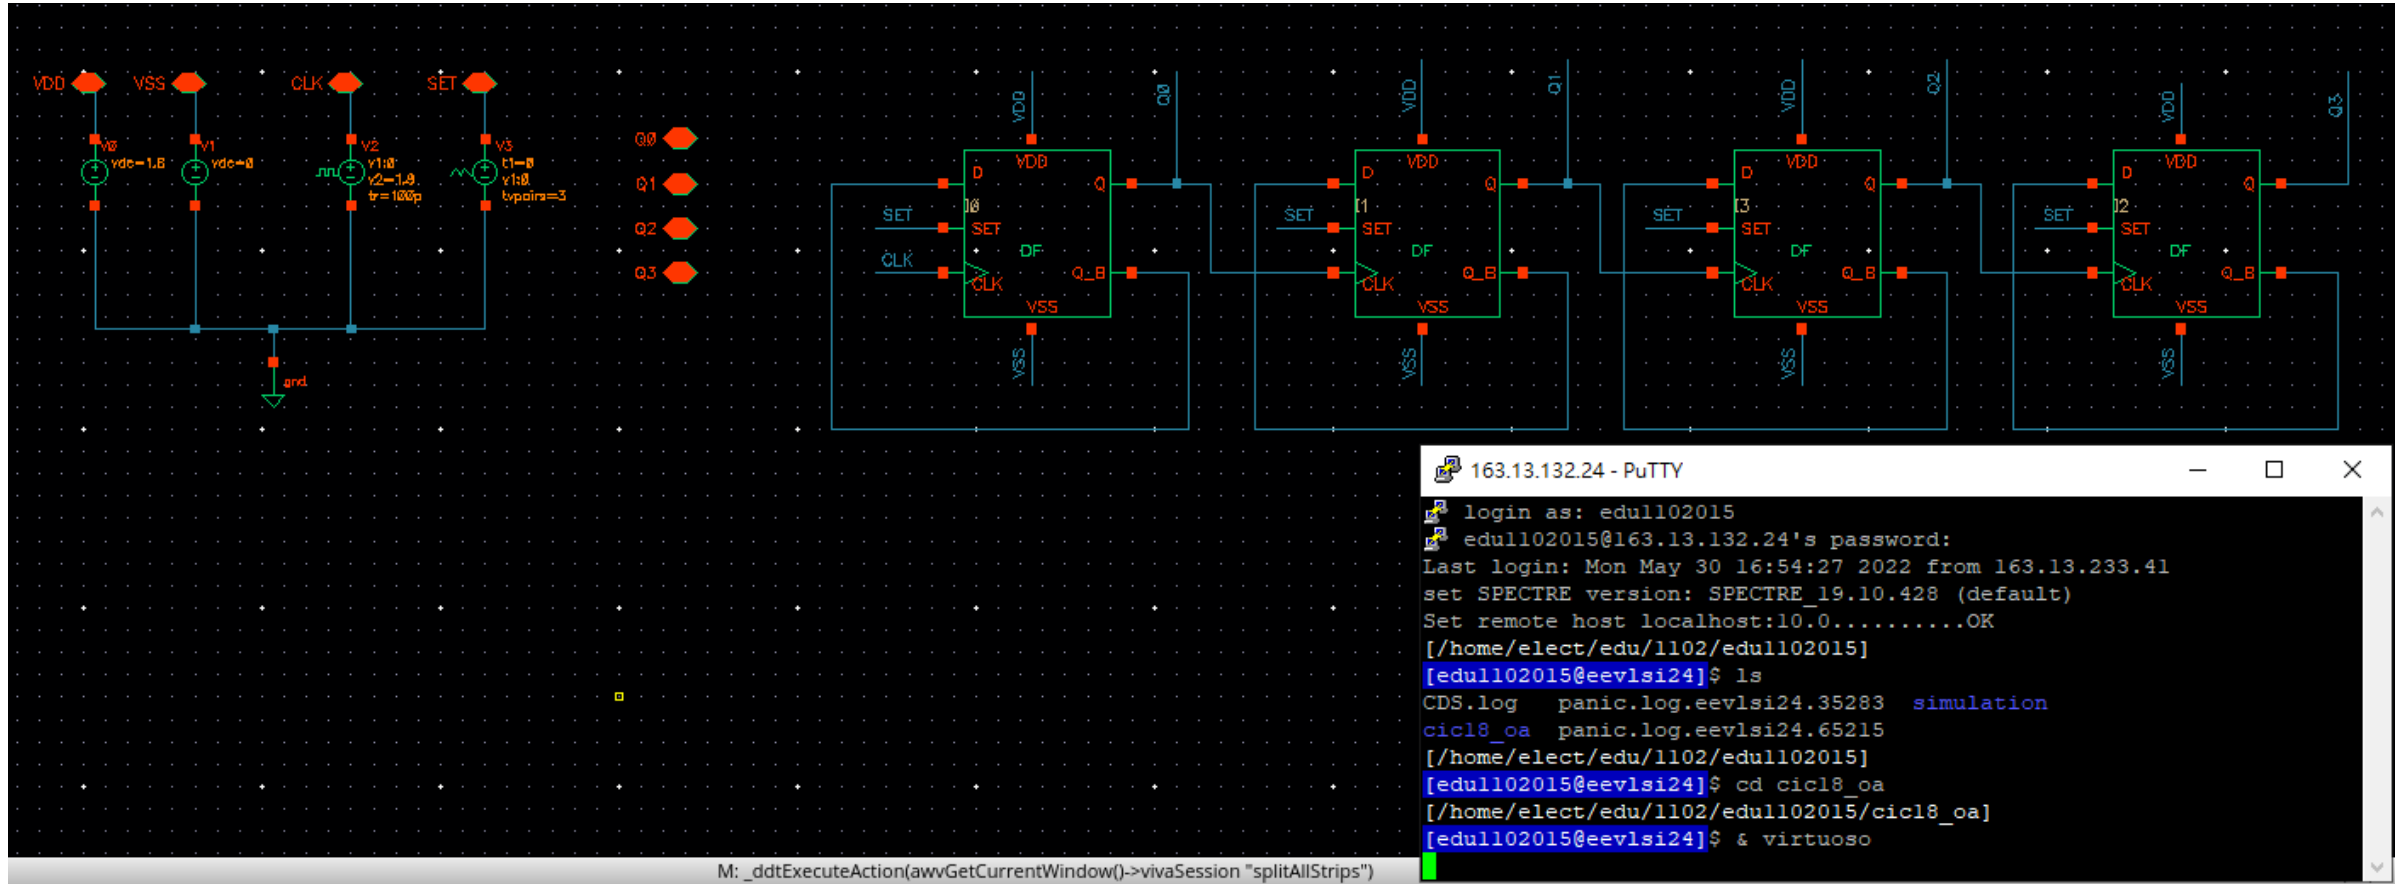 VDD
VSS
CLK
SET
V0
vdc=1.8
V1
vdc=0
V2
v1:0
v2=1.8
tr=100p
V3
t1=0
v1:0
tvpairs=3
gnd
Q0
Q1
Q2
Q3
VDD
Q0
VDD
D
Q
I0
SET
SET
DF
CLK
CLK
Q_B
VSS
VSS
VDD
Q1
VDD
D
Q
I1
SET
SET
DF
CLK
Q_B
VSS
VSS
VDD
Q2
VDD
D
Q
I3
SET
SET
DF
CLK
Q_B
VSS
VSS
VDD
Q3
VDD
D
Q
I2
SET
SET
DF
CLK
Q_B
VSS
VSS
163.13.132.24 - PuTTY
login as: edu1102015
edu1102015@163.13.132.24's password:
Last login: Mon May 30 16:54:27 2022 from 163.13.233.41
set SPECTRE version: SPECTRE_19.10.428 (default)
Set remote host localhost:10.0..........OK
[/home/elect/edu/1102/edu1102015]
[edu1102015@eevlsi24]$ ls
CDS.log panic.log.eevlsi24.35283 simulation
cic18_oa panic.log.eevlsi24.65215
[/home/elect/edu/1102/edu1102015]
[edu1102015@eevlsi24]$ cd cic18_oa
[/home/elect/edu/1102/edu1102015/cic18_oa]
[edu1102015@eevlsi24]$ & virtuoso
M: _ddtExecuteAction(awvGetCurrentWindow()->vivaSession "splitAllStrips")